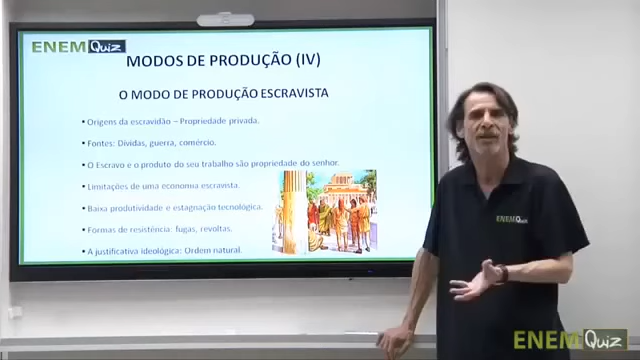 ENEM Quiz
MODOS DE PRODUÇÃO (IV)
O MODO DE PRODUÇÃO ESCRAVISTA
• Origens da escravidão – Propriedade privada.
• Fontes: Dívidas, guerra, comércio.
• O Escravo e o produto do seu trabalho são propriedade do senhor.
• Limitações de uma economia escravista.
• Baixa produtividade e estagnação tecnológica.
• Formas de resistência: fugas, revoltas.
• A justificativa ideológica: Ordem natural.
ENEM Quiz
ENEM Quiz